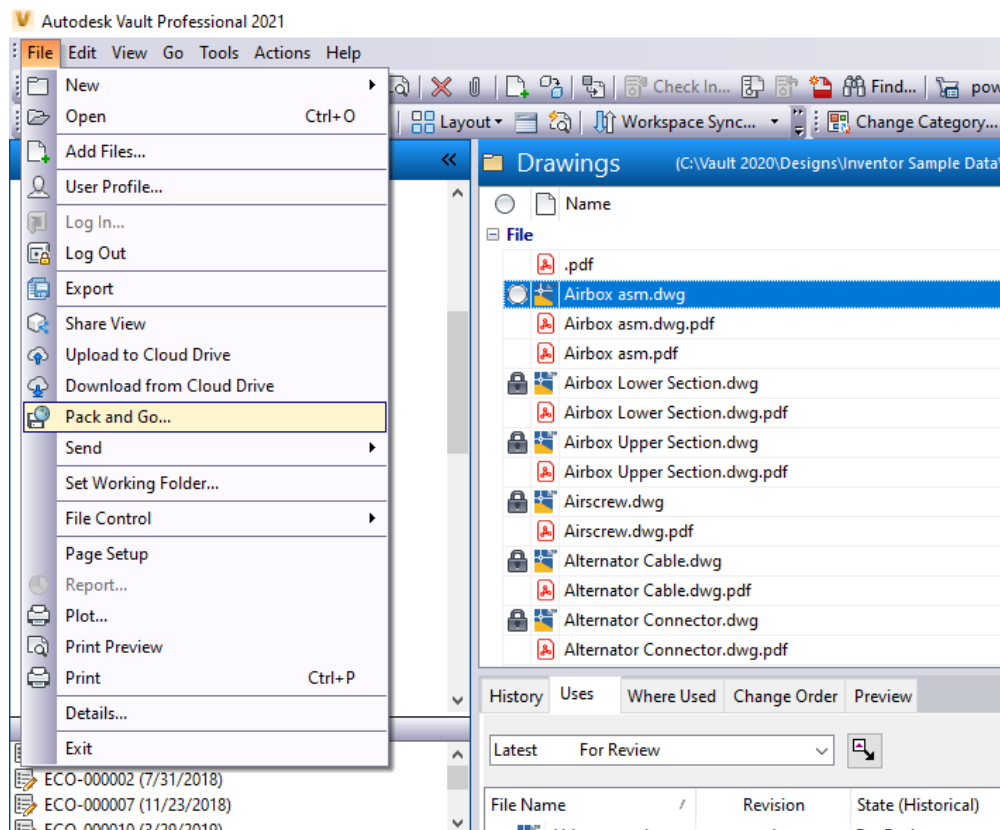 Autodesk Vault Professional 2021
File Edit View Go Tools Actions Help
Check In... Find...
Layout Workspace Sync... Change Category...
New
Open Ctrl+O
Add Files...
User Profile...
Log In...
Log Out
Export
Share View
Upload to Cloud Drive
Download from Cloud Drive
Pack and Go...
Send
Set Working Folder...
File Control
Page Setup
Report...
Plot...
Print Preview
Print Ctrl+P
Details...
Exit
ECO-000002 (7/31/2018)
ECO-000007 (11/23/2018)
ECO-000010 (3/29/2019)
Drawings (C:\Vault 2020\Designs\Inventor Sample Data\
Name
File
.pdf
Airbox asm.dwg
Airbox asm.dwg.pdf
Airbox asm.pdf
Airbox Lower Section.dwg
Airbox Lower Section.dwg.pdf
Airbox Upper Section.dwg
Airbox Upper Section.dwg.pdf
Airscrew.dwg
Airscrew.dwg.pdf
Alternator Cable.dwg
Alternator Cable.dwg.pdf
Alternator Connector.dwg
Alternator Connector.dwg.pdf
History Uses Where Used Change Order Preview
Latest For Review
File Name / Revision State (Historical)